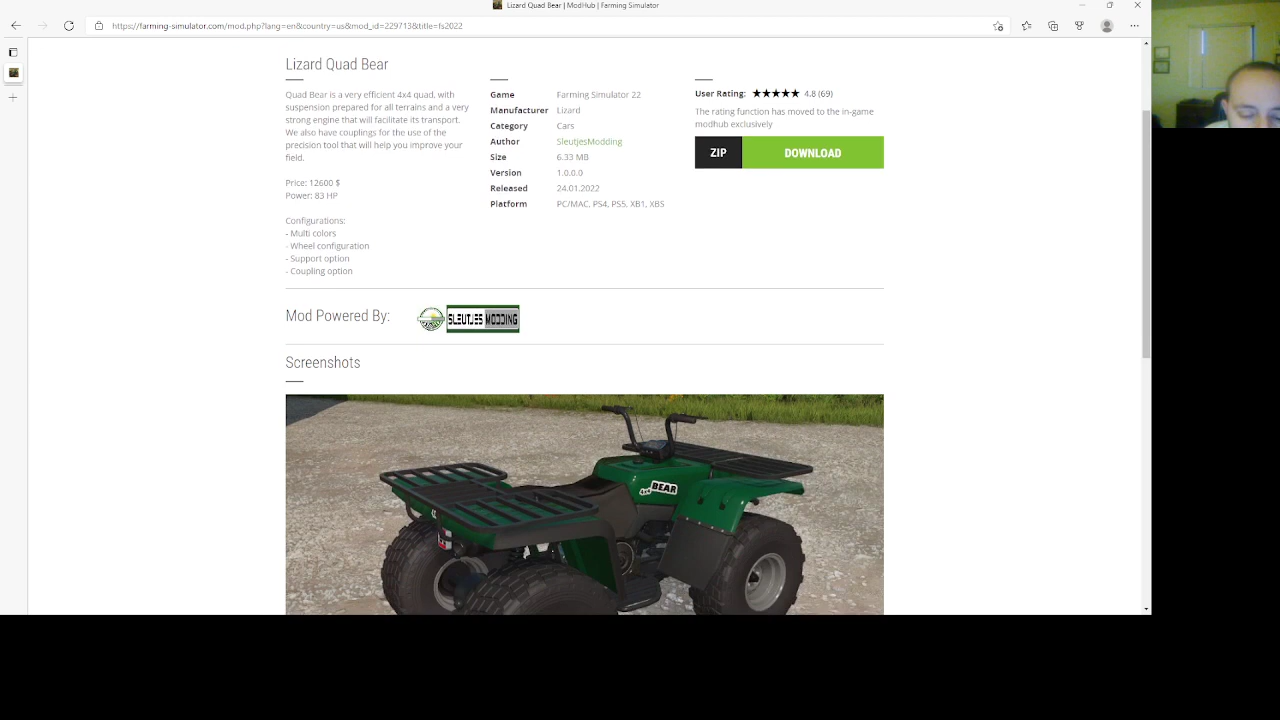 Lizard Quad Bear | ModHub | Farming Simulator
https://farming-simulator.com/mod.php?lang=en&country=us&mod_id=229713&title=fs2022
Lizard Quad Bear
Quad Bear is a very efficient 4x4 quad, with
suspension prepared for all terrains and a very
strong engine that will facilitate its transport.
We also have couplings for the use of the
precision tool that will help you improve your
field.
Price: 12600 $
Power: 83 HP
Configurations:
- Multi colors
- Wheel configuration
- Support option
- Coupling option
Game Farming Simulator 22
Manufacturer Lizard
Category Cars
Author SleutjesModding
Size 6.33 MB
Version 1.0.0.0
Released 24.01.2022
Platform PC/MAC, PS4, PS5, XB1, XBS
User Rating: 4.8 (69)
The rating function has moved to the in-game
modhub exclusively
ZIP DOWNLOAD
Mod Powered By:
SLEUTJES MODDING
Screenshots
4x4 BEAR